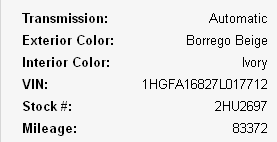 Transmission: Automatic
Exterior Color: Borrego Beige
Interior Color: Ivory
VIN: 1HGFA16827L017712
Stock #: 2HU2697
Mileage: 83372